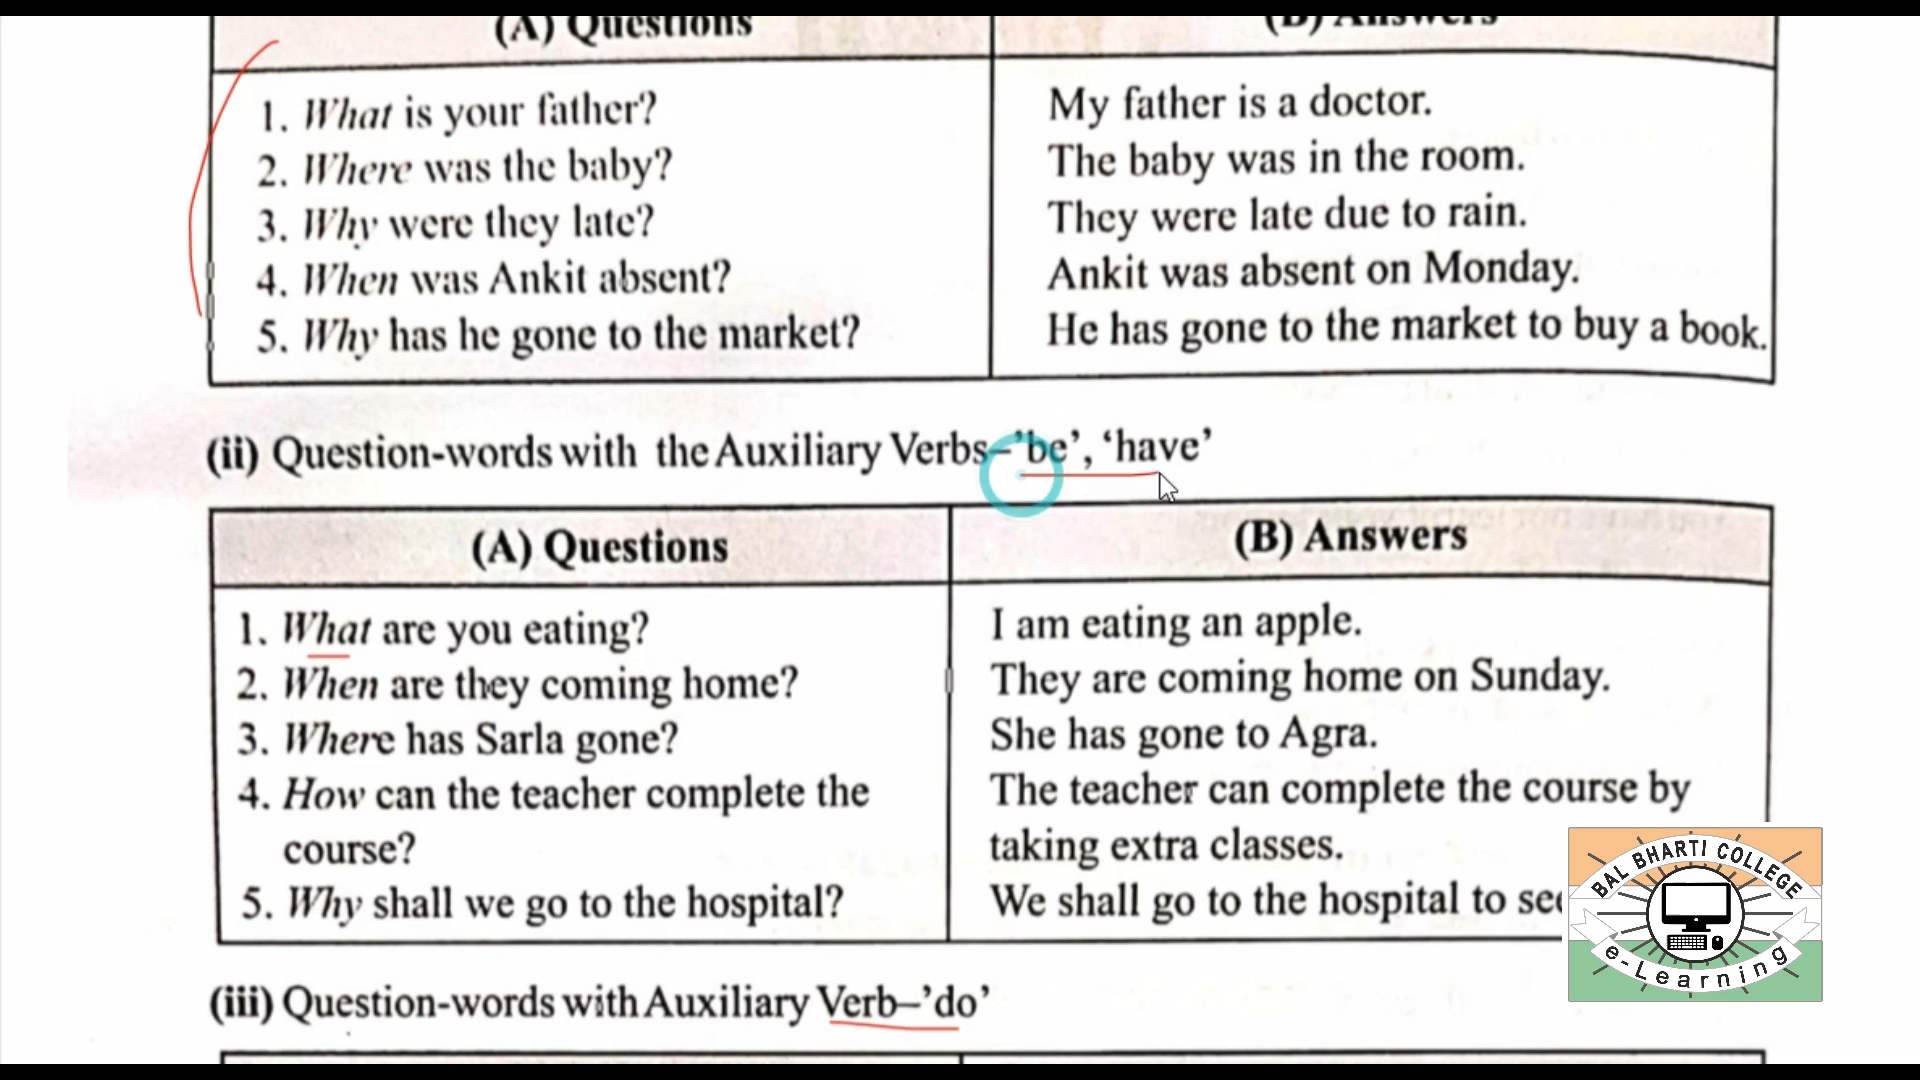 (A) Questions
(B) Answers
1. What is your father?
My father is a doctor.
2. Where was the baby?
The baby was in the room.
3. Why were they late?
They were late due to rain.
4. When was Ankit absent?
Ankit was absent on Monday.
5. Why has he gone to the market?
He has gone to the market to buy a book.
(ii) Question-words with the Auxiliary Verbs–’be’, ‘have’
(A) Questions
(B) Answers
1. What are you eating?
I am eating an apple.
2. When are they coming home?
They are coming home on Sunday.
3. Where has Sarla gone?
She has gone to Agra.
4. How can the teacher complete the
The teacher can complete the course by
course?
taking extra classes.
5. Why shall we go to the hospital?
We shall go to the hospital to
BAL BHARTI COLLEGE
e-Learning
(iii) Question-words with Auxiliary Verb–’do’